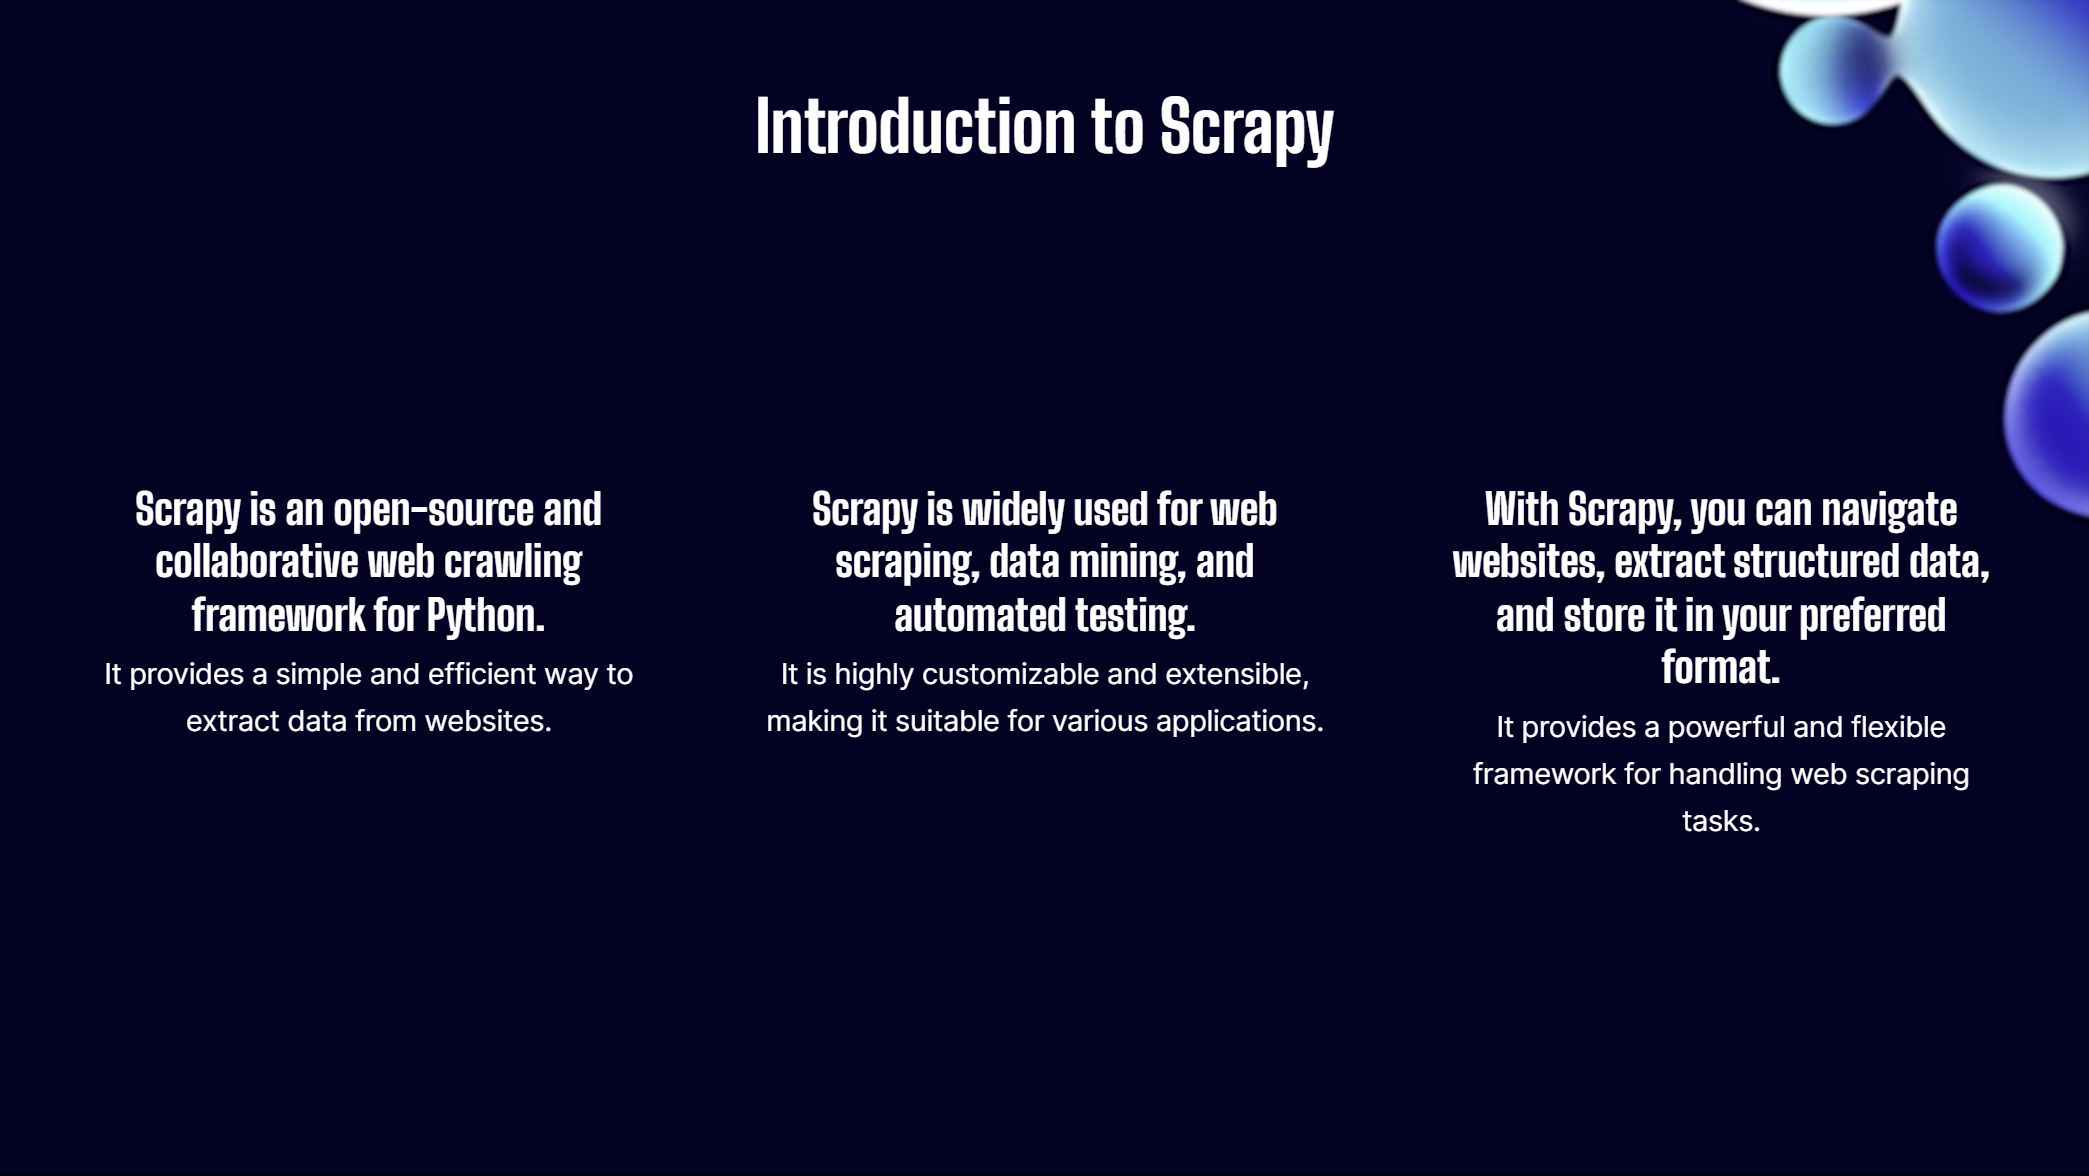 Introduction to Scrapy
Scrapy is an open-source and
collaborative web crawling
framework for Python.
It provides a simple and efficient way to
extract data from websites.
Scrapy is widely used for web
scraping, data mining, and
automated testing.
It is highly customizable and extensible,
making it suitable for various applications.
With Scrapy, you can navigate
websites, extract structured data,
and store it in your preferred
format.
It provides a powerful and flexible
framework for handling web scraping
tasks.